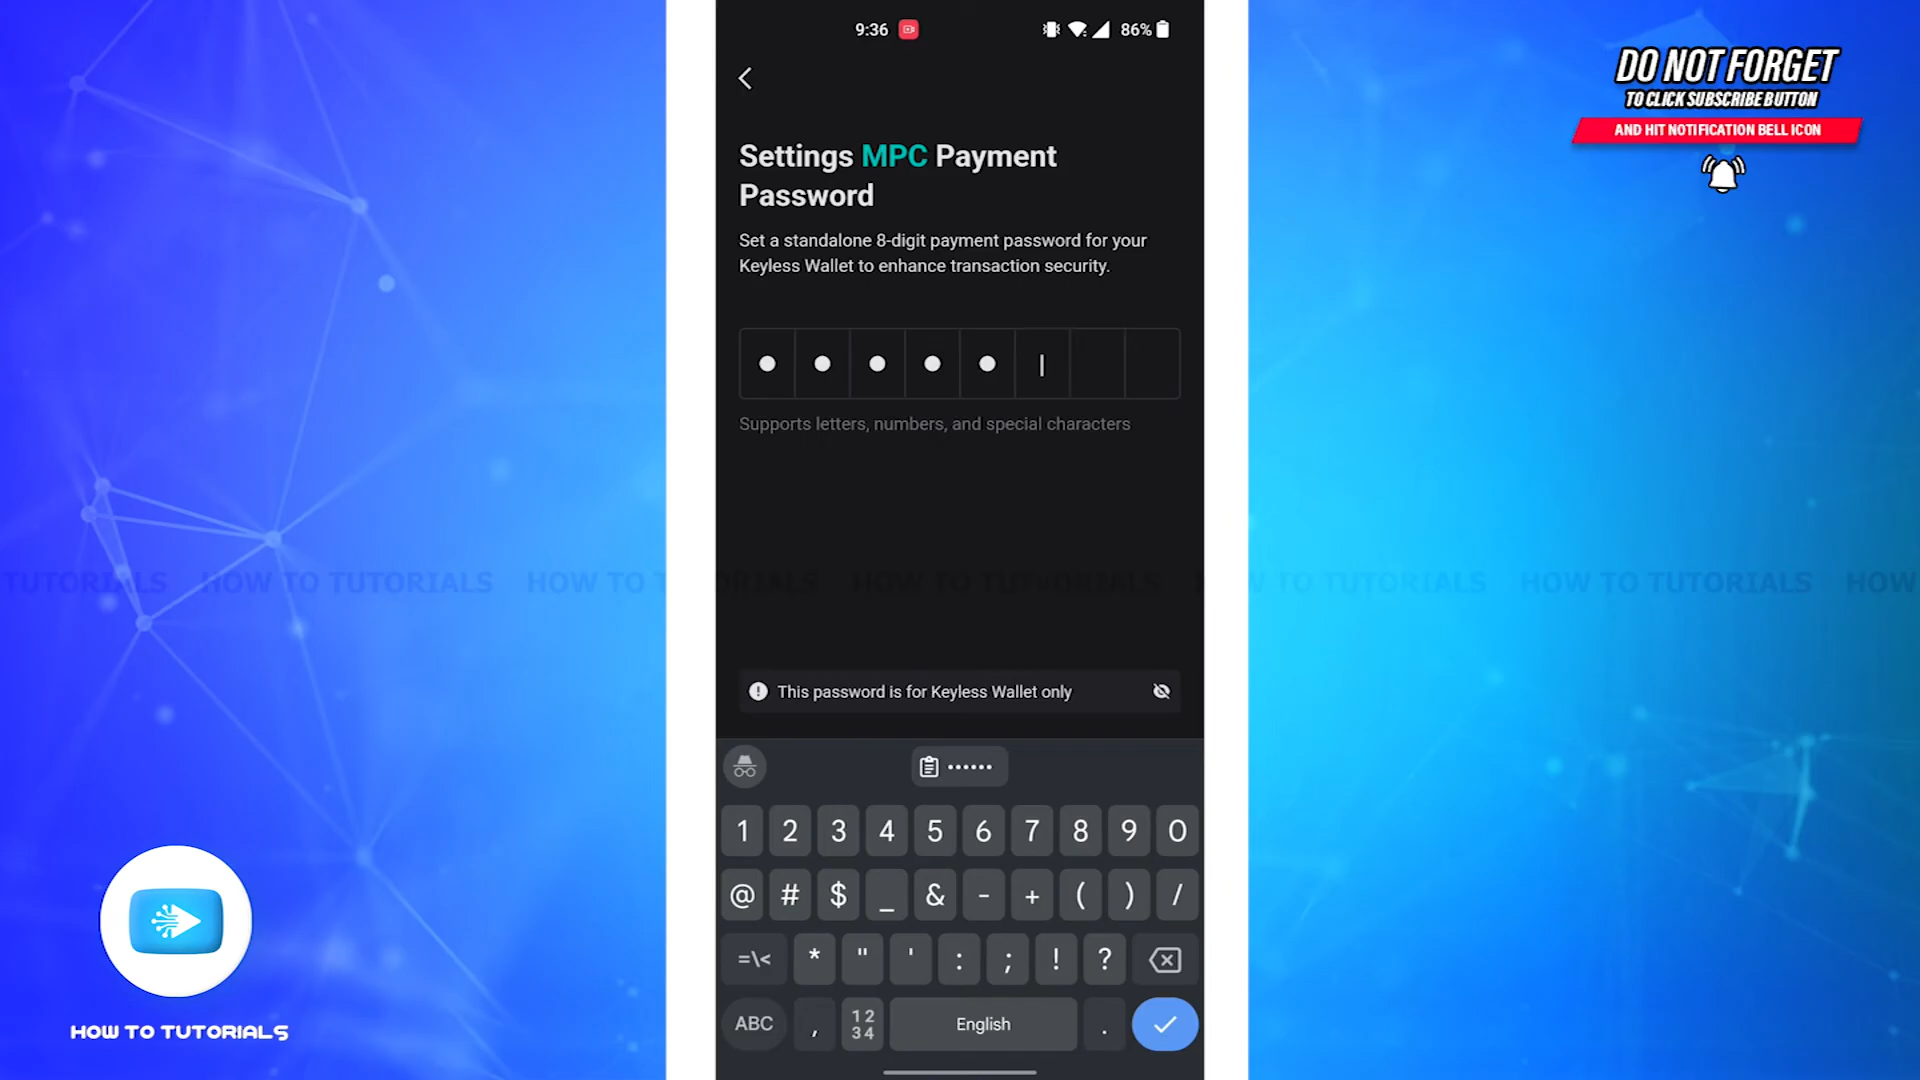 9:36
86%
DO NOT FORGET
TO CLICK SUBSCRIBE BUTTON
AND HIT NOTIFICATION BELL ICON
Settings MPC Payment
Password
Set a standalone 8-digit payment password for your
Keyless Wallet to enhance transaction security.
Supports letters, numbers, and special characters
TUTORIALS HOW TO TUTORIALS HOW TO TUTORIALS HOW TO TUTORIALS HOW TO TUTORIALS HOW TO TUTORIALS HOW
This password is for Keyless Wallet only
1 2 3 4 5 6 7 8 9 0
@ # $ _ & - + ( ) /
=\< * " ' : ; ! ?
ABC , 12 34 English .
HOW TO TUTORIALS